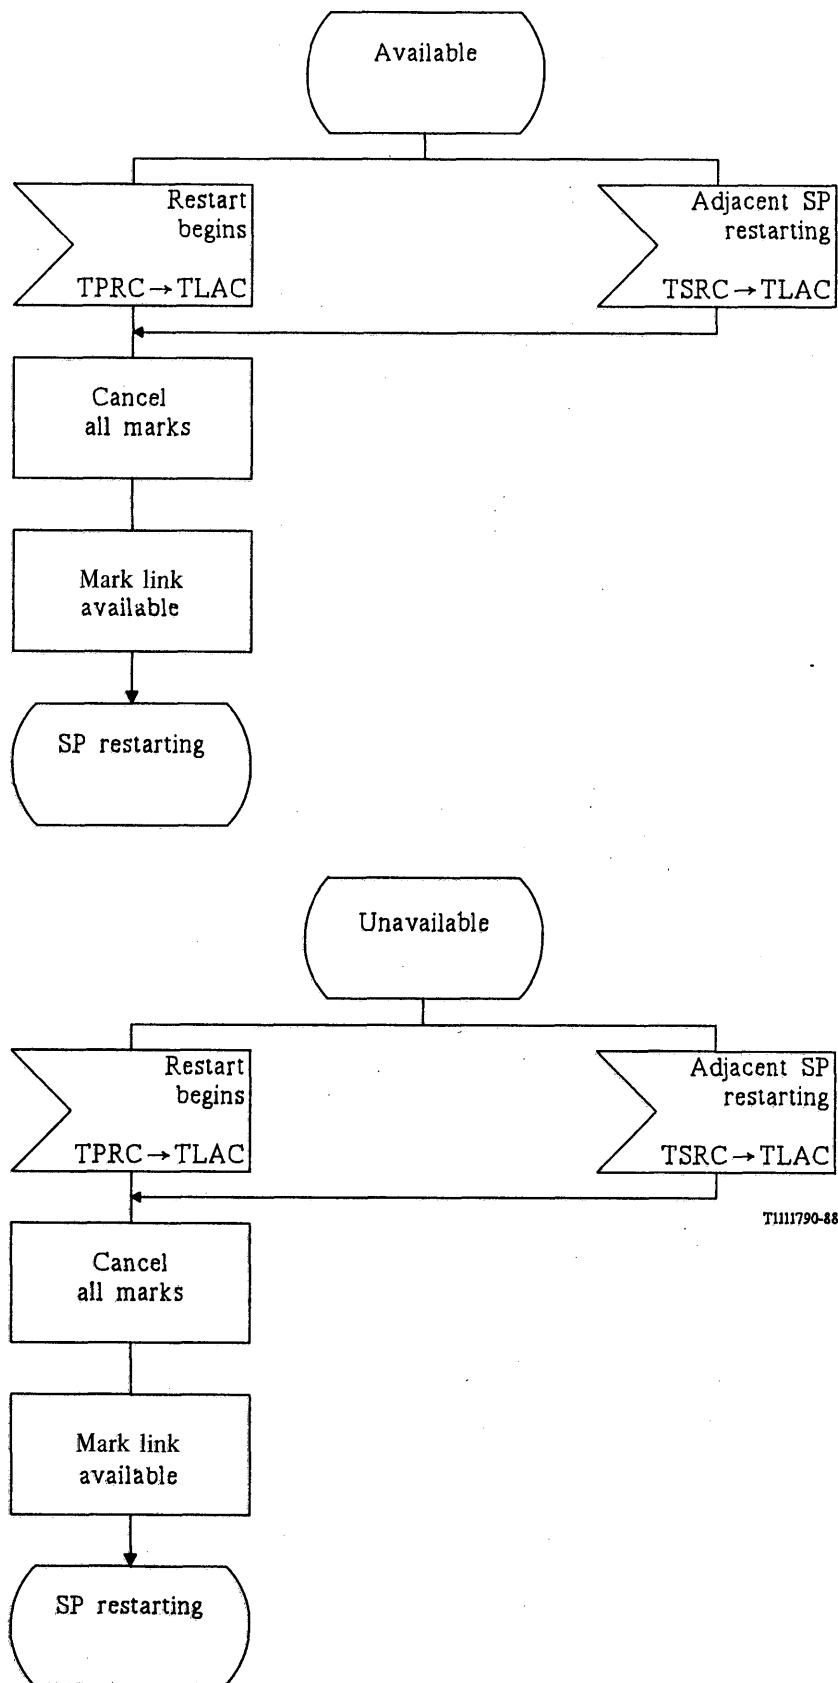 Available
Restart
begins
TPRC→TLAC
Adjacent SP
restarting
TSRC→TLAC
Cancel
all marks
Mark link
available
SP restarting
Unavailable
Restart
begins
TPRC→TLAC
Adjacent SP
restarting
TSRC→TLAC
T1111790-88
Cancel
all marks
Mark link
available
SP restarting